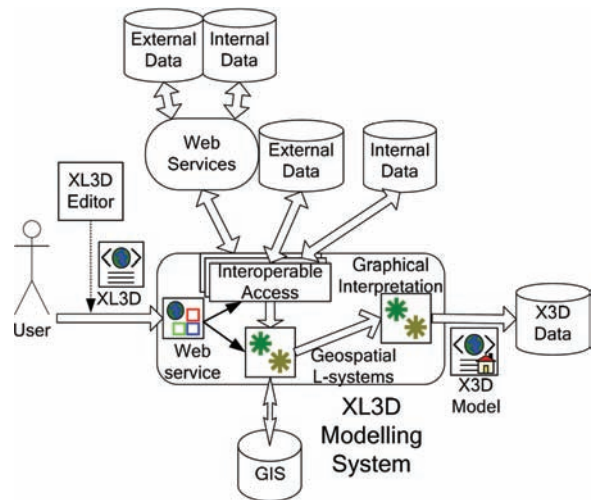 External
Data
Internal
Data
Web
Services
External
Data
Internal
Data
XL3D
Editor
XL3D
User
Interoperable
Access
Graphical
Interpretation
Web
service
Geospatial
L-systems
X3D
Data
X3D
Model
XL3D
Modelling
System
GIS